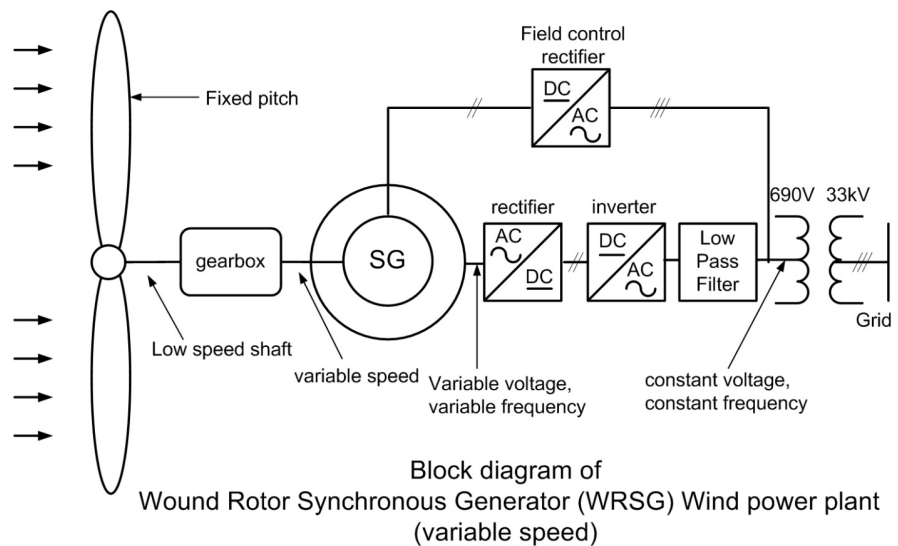 Field control
rectifier
Fixed pitch
DC
AC
690V 33kV
rectifier
inverter
AC
DC
DC
AC
Low
Pass
Filter
gearbox
SG
Grid
Low speed shaft
variable speed
Variable voltage,
variable frequency
constant voltage,
constant frequency
Block diagram of
Wound Rotor Synchronous Generator (WRSG) Wind power plant
(variable speed)